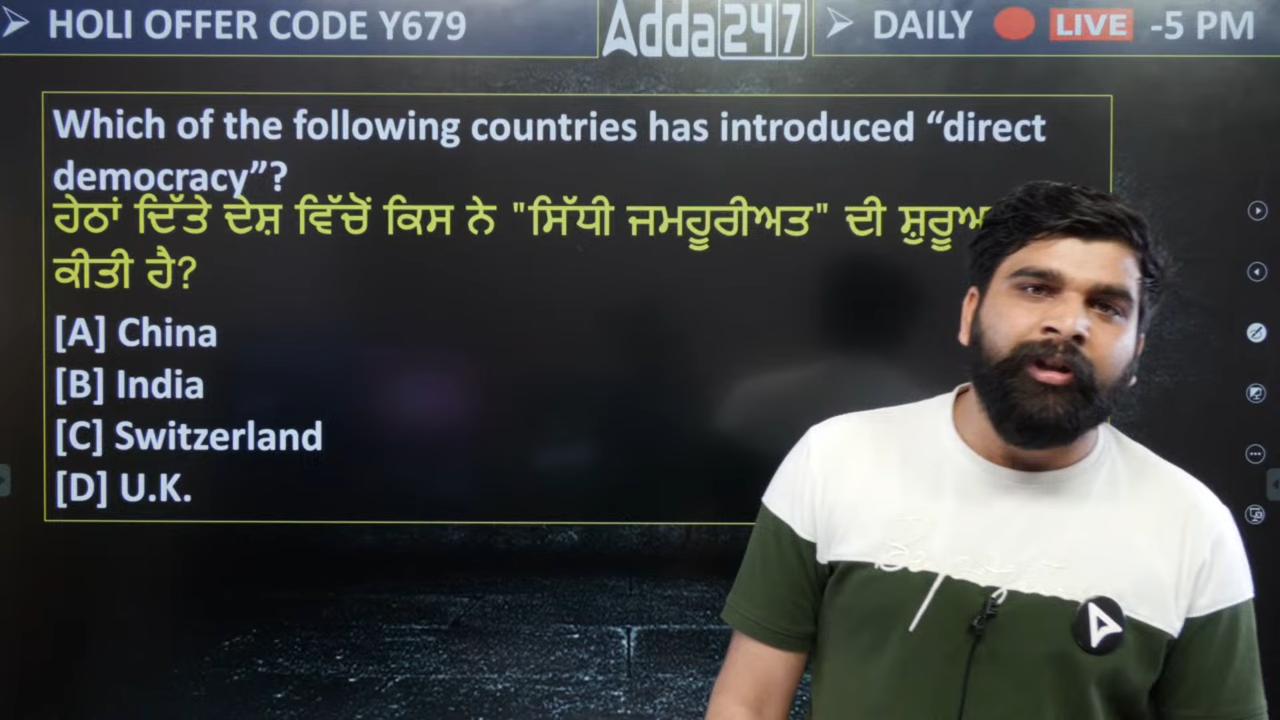 HOLI OFFER CODE Y679
Adda247
DAILY LIVE -5 PM
Which of the following countries has introduced “direct
democracy”?
ਹੇਠਾਂ ਦਿੱਤੇ ਦੇਸ਼ ਵਿੱਚੋਂ ਕਿਸ ਨੇ "ਸਿੱਧੀ ਜਮਹੂਰੀਅਤ" ਦੀ
ਕੀਤੀ ਹੈ?
[A] China
[B] India
[C] Switzerland
[D] U.K.